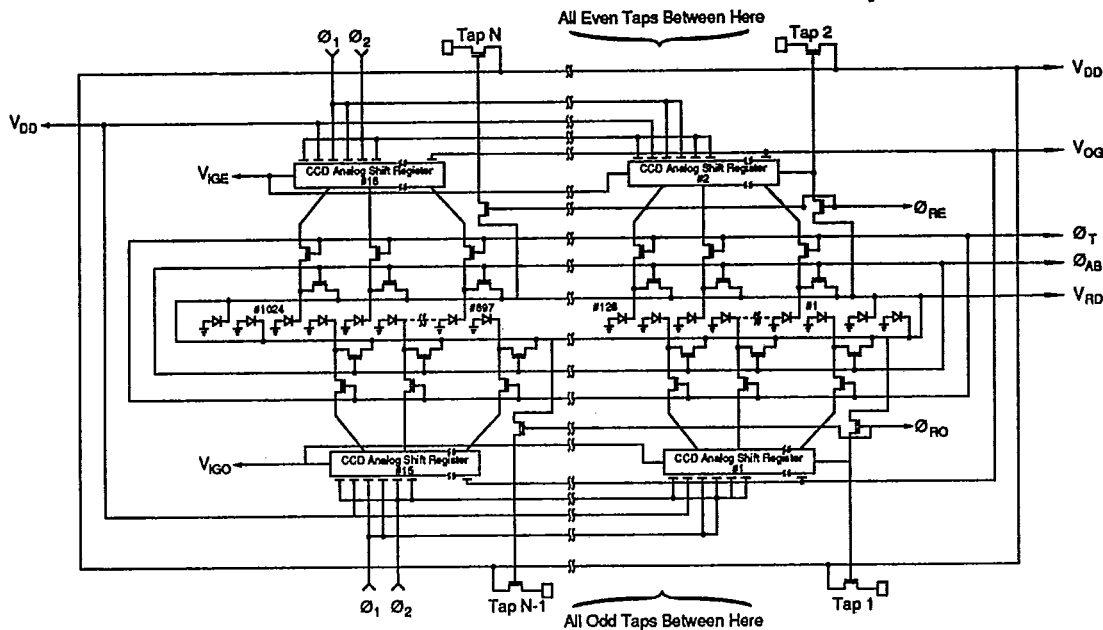 All Even Taps Between Here
Ø1 Ø2
Tap N
Tap 2
VDD
VDD
VOG
CCD Analog Shift Register
#16
CCD Analog Shift Register
#2
VIGE
ØRE
ØT
ØAB
VRD
#1024
#897
#128
#1
ØRO
CCD Analog Shift Register
#15
CCD Analog Shift Register
#1
VIGO
Ø1 Ø2
Tap N-1
Tap 1
All Odd Taps Between Here